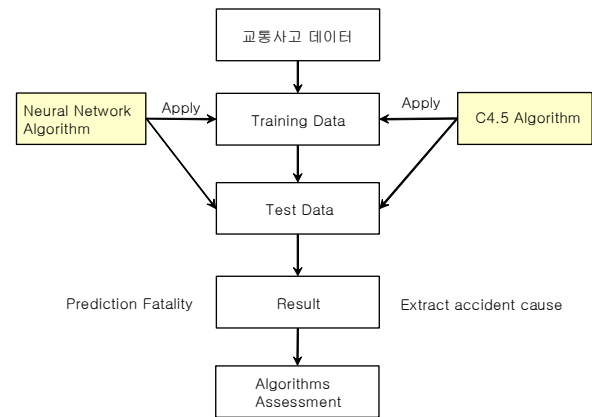 교통사고 데이터
Neural Network
Algorithm
Apply
Training Data
Apply
C4.5 Algorithm
Test Data
Prediction Fatality
Result
Extract accident cause
Algorithms
Assessment